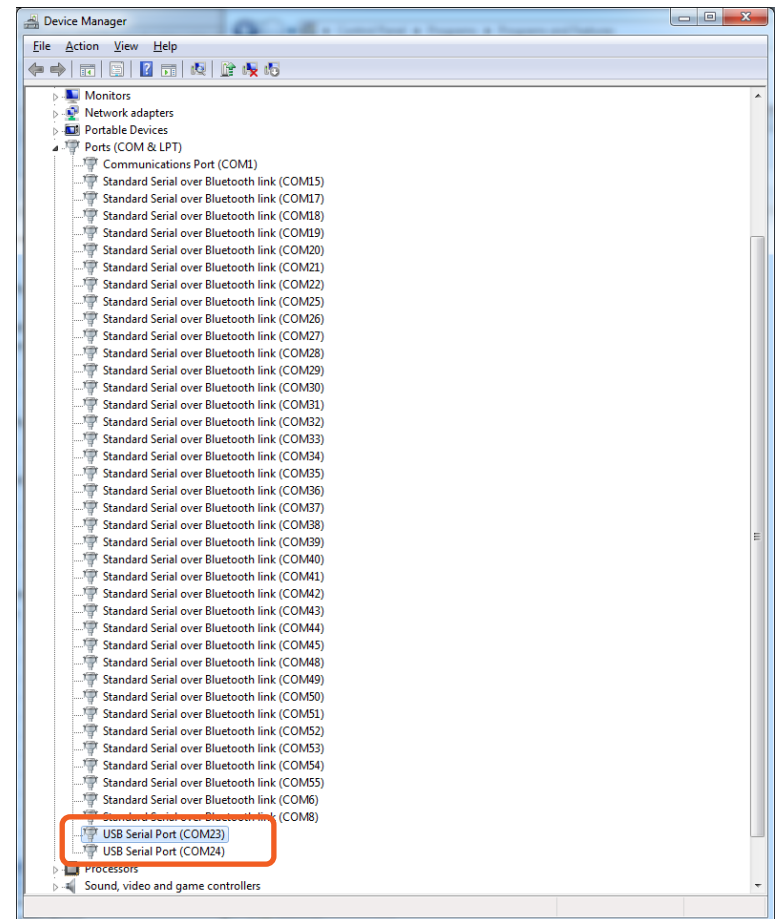 Device Manager
File Action View Help
Monitors
Network adapters
Portable Devices
Ports (COM & LPT)
Communications Port (COM1)
Standard Serial over Bluetooth link (COM15)
Standard Serial over Bluetooth link (COM17)
Standard Serial over Bluetooth link (COM18)
Standard Serial over Bluetooth link (COM19)
Standard Serial over Bluetooth link (COM20)
Standard Serial over Bluetooth link (COM21)
Standard Serial over Bluetooth link (COM22)
Standard Serial over Bluetooth link (COM25)
Standard Serial over Bluetooth link (COM26)
Standard Serial over Bluetooth link (COM27)
Standard Serial over Bluetooth link (COM28)
Standard Serial over Bluetooth link (COM29)
Standard Serial over Bluetooth link (COM30)
Standard Serial over Bluetooth link (COM31)
Standard Serial over Bluetooth link (COM32)
Standard Serial over Bluetooth link (COM33)
Standard Serial over Bluetooth link (COM34)
Standard Serial over Bluetooth link (COM35)
Standard Serial over Bluetooth link (COM36)
Standard Serial over Bluetooth link (COM37)
Standard Serial over Bluetooth link (COM38)
Standard Serial over Bluetooth link (COM39)
Standard Serial over Bluetooth link (COM40)
Standard Serial over Bluetooth link (COM41)
Standard Serial over Bluetooth link (COM42)
Standard Serial over Bluetooth link (COM43)
Standard Serial over Bluetooth link (COM44)
Standard Serial over Bluetooth link (COM45)
Standard Serial over Bluetooth link (COM48)
Standard Serial over Bluetooth link (COM49)
Standard Serial over Bluetooth link (COM50)
Standard Serial over Bluetooth link (COM51)
Standard Serial over Bluetooth link (COM52)
Standard Serial over Bluetooth link (COM53)
Standard Serial over Bluetooth link (COM54)
Standard Serial over Bluetooth link (COM55)
Standard Serial over Bluetooth link (COM6)
Standard Serial over Bluetooth link (COM8)
USB Serial Port (COM23)
USB Serial Port (COM24)
Processors
Sound, video and game controllers